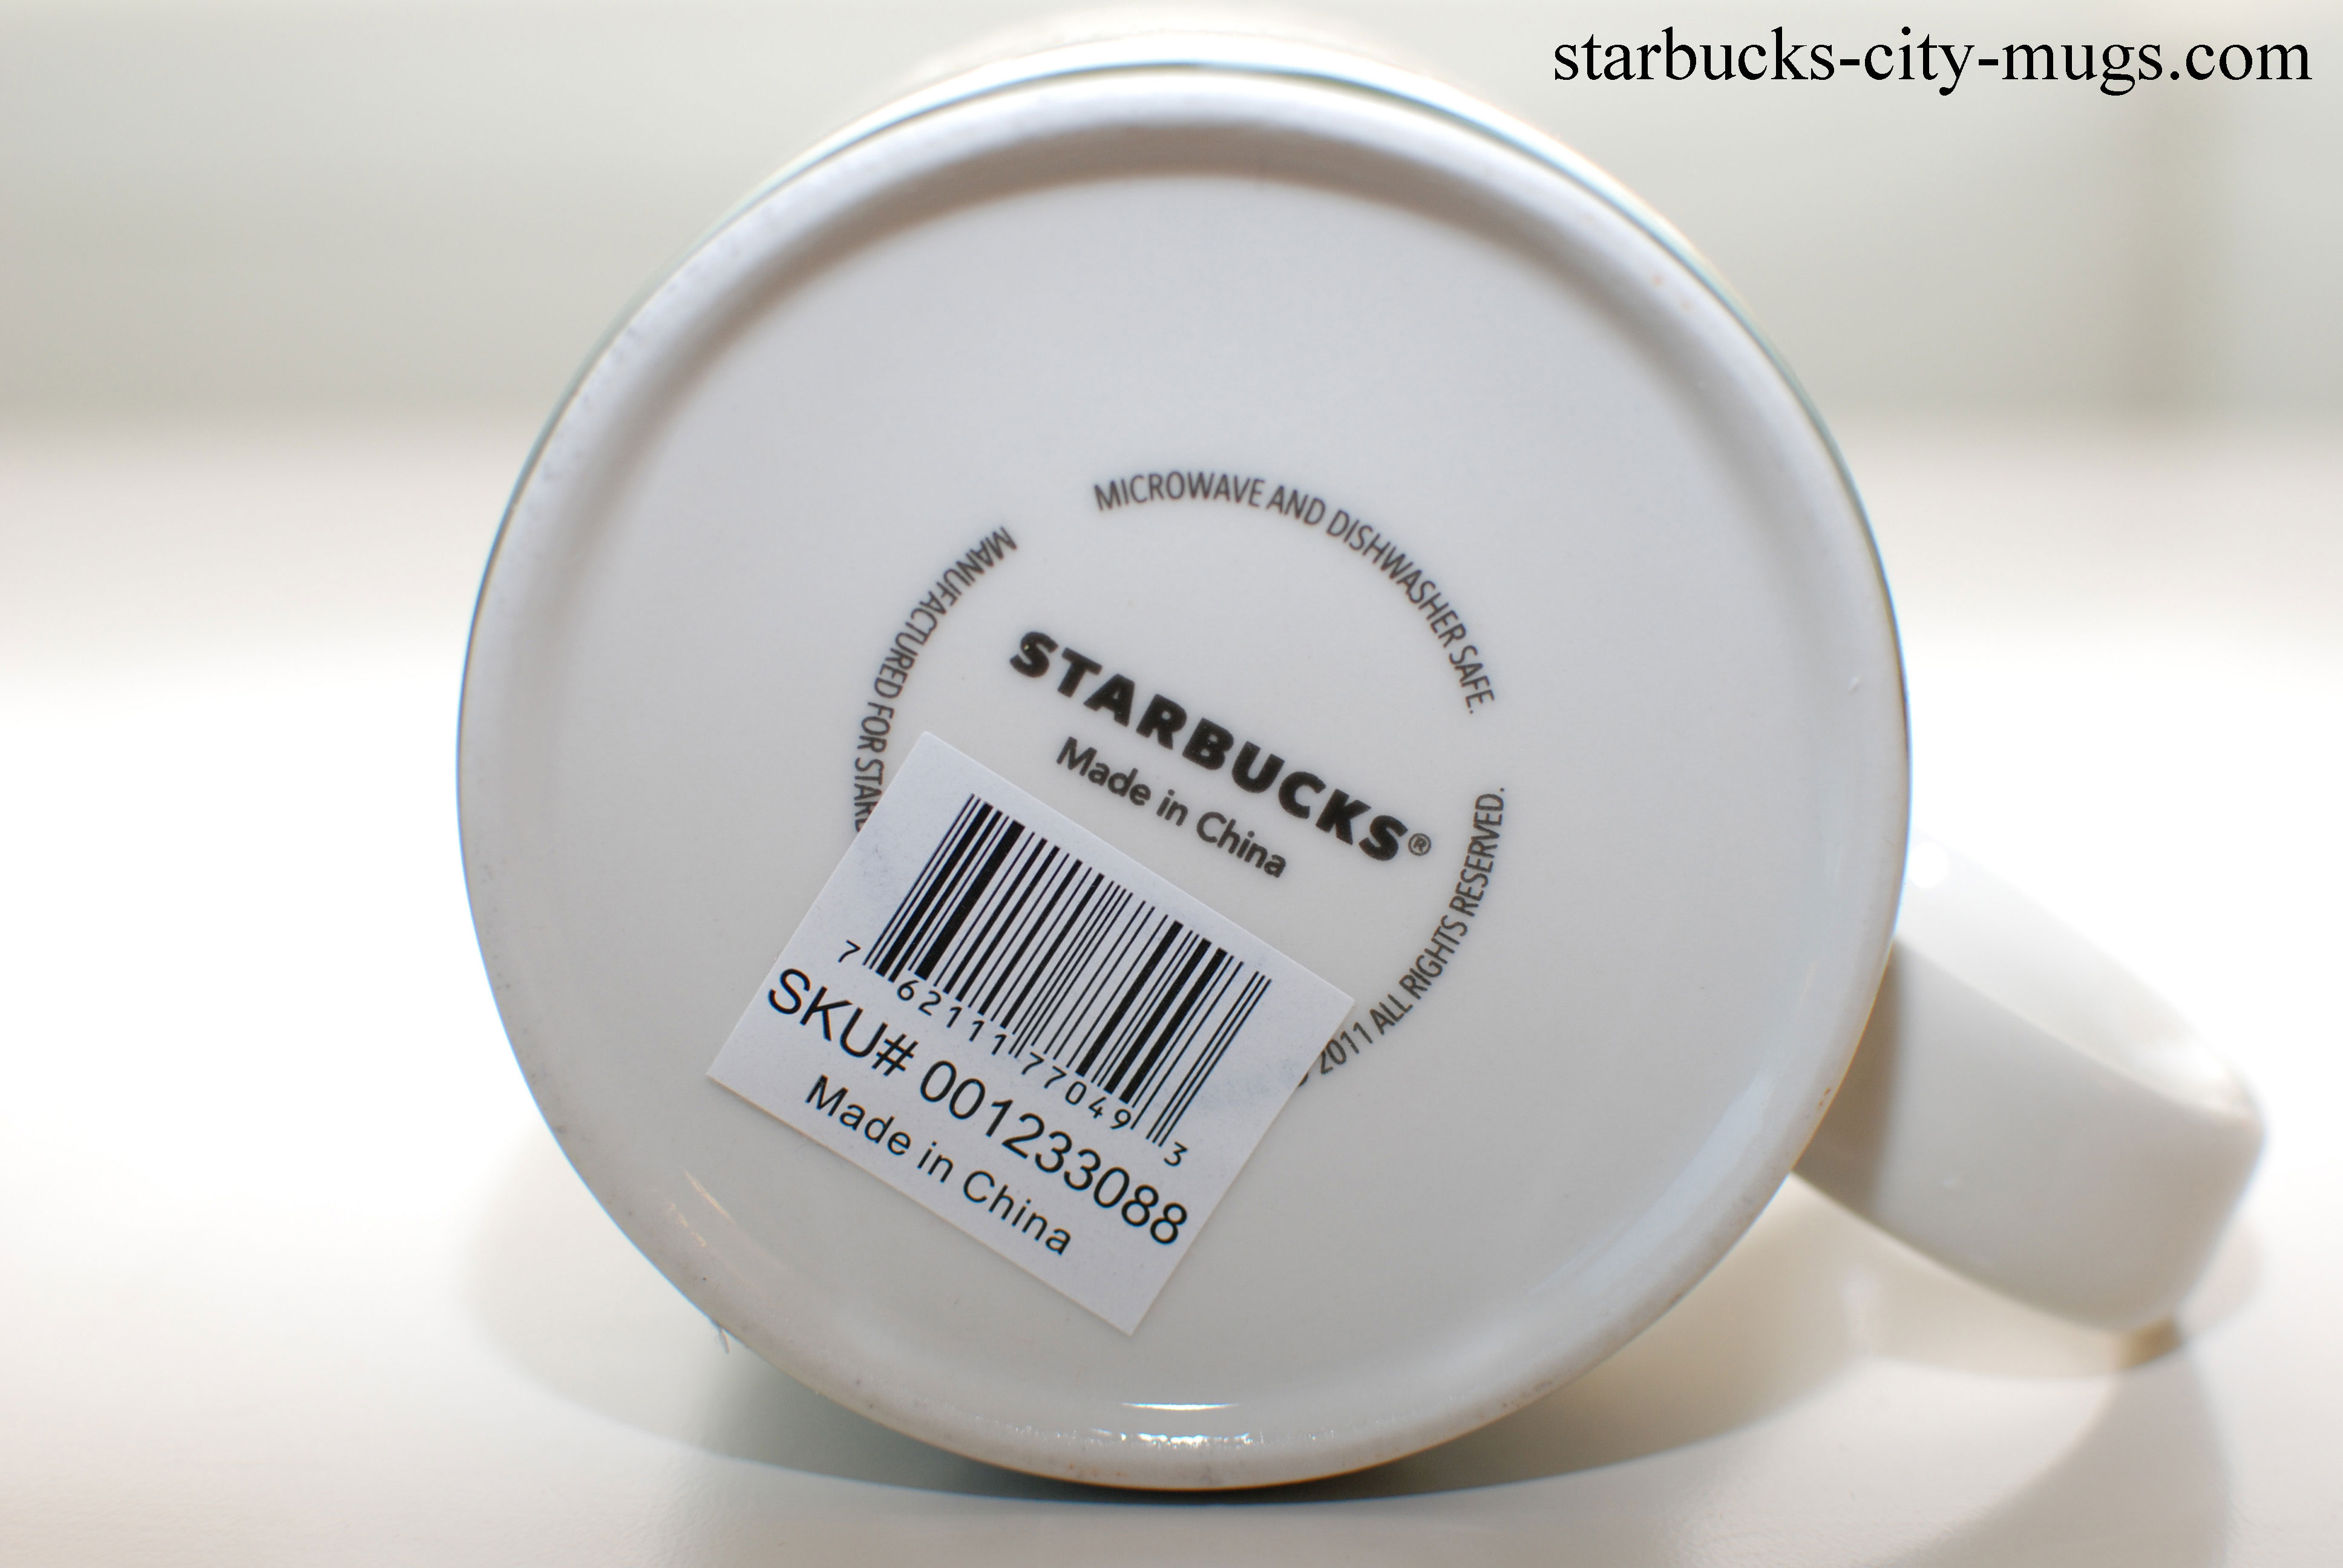 starbucks-city-mugs.com
MICROWAVE AND DISHWASHER SAFE.
MANUFACTURED FOR
STARBUCKS®
Made in China
2011 ALL RIGHTS RESERVED.
7 62111 77049 3
SKU# 001233088
Made in China